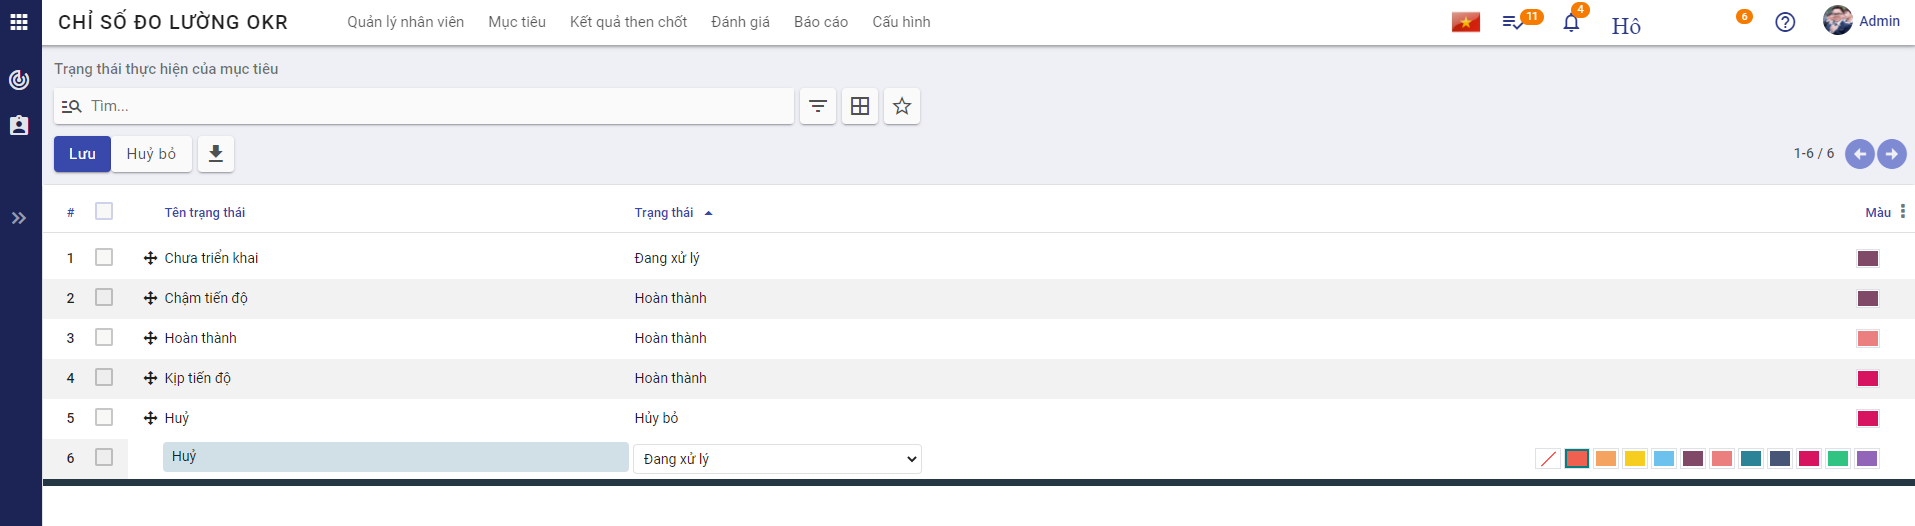 CHỈ SỐ ĐO LƯỜNG OKR Quản lý nhân viên Mục tiêu Kết quả then chốt Đánh giá Báo cáo Cấu hình 11 4 Hô 6 Admin
Trạng thái thực hiện của mục tiêu
Tìm...
Lưu Huỷ bỏ 1-6 / 6
# Tên trạng thái Trạng thái Màu
1 Chưa triển khai Đang xử lý
2 Chậm tiến độ Hoàn thành
3 Hoàn thành Hoàn thành
4 Kịp tiến độ Hoàn thành
5 Huỷ Hủy bỏ
6 Huỷ Đang xử lý